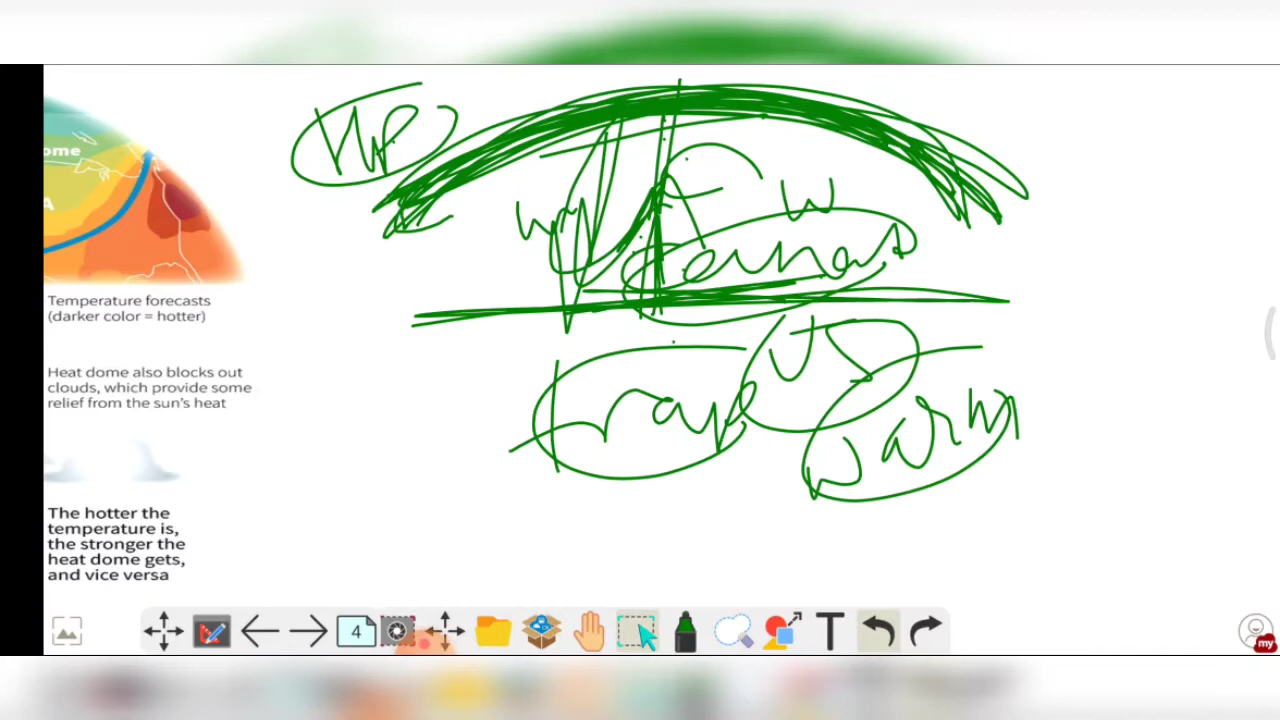 ome
A
Temperature forecasts
(darker color = hotter)
Heat dome also blocks out
clouds, which provide some
relief from the sun's heat
The hotter the
temperature is,
the stronger the
heat dome gets,
and vice versa
HP
W
trap
warm
4
my